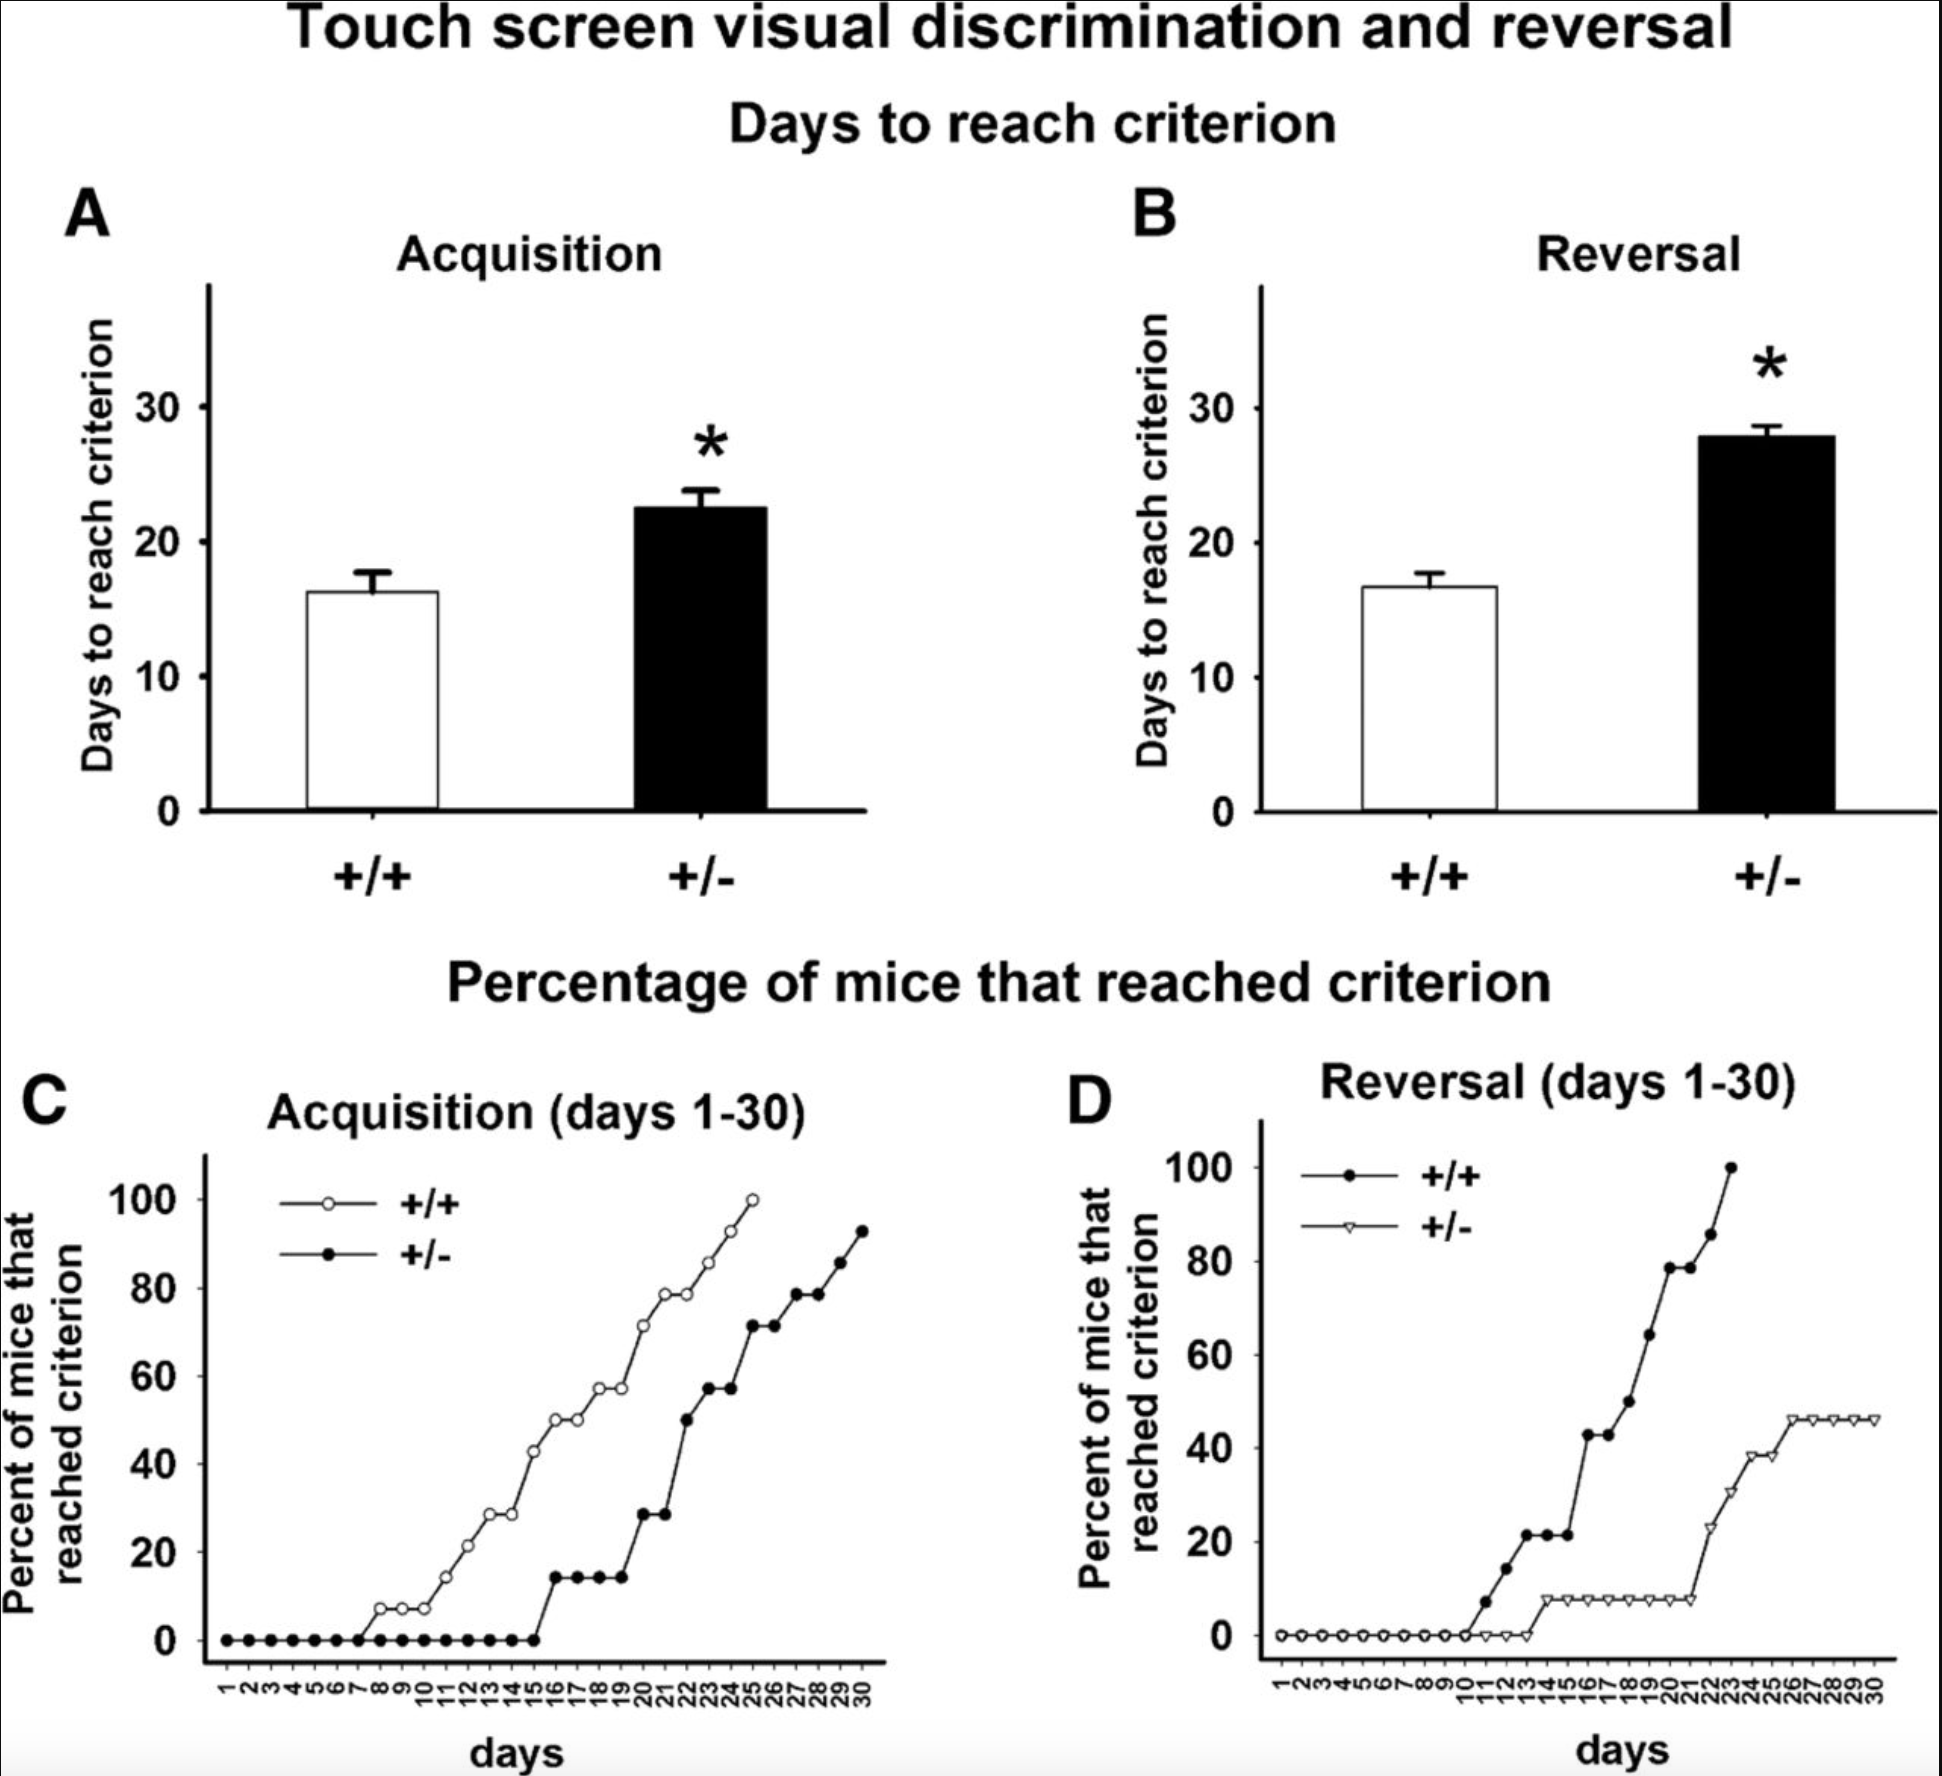 Touch screen visual discrimination and reversal
Days to reach criterion
A
Acquisition
Days to reach criterion
30
20
10
0
*
+/+
+/-
B
Reversal
Days to reach criterion
30
20
10
0
*
+/+
+/-
Percentage of mice that reached criterion
C
Acquisition (days 1-30)
Percent of mice that
reached criterion
100
80
60
40
20
0
+/+
+/-
1 2 3 4 5 6 7 8 9 10 11 12 13 14 15 16 17 18 19 20 21 22 23 24 25 26 27 28 29 30
days
D
Reversal (days 1-30)
Percent of mice that
reached criterion
100
80
60
40
20
0
+/+
+/-
1 2 3 4 5 6 7 8 9 10 11 12 13 14 15 16 17 18 19 20 21 22 23 24 25 26 27 28 29 30
days